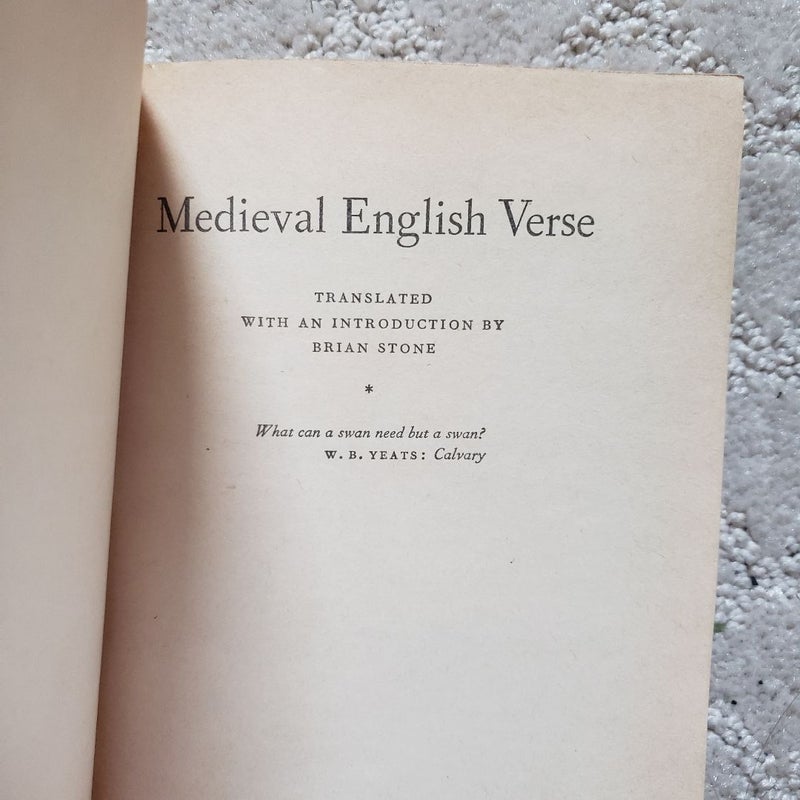 Medieval English Verse
TRANSLATED
WITH AN INTRODUCTION BY
BRIAN STONE
*
What can a swan need but a swan?
W. B. YEATS: Calvary